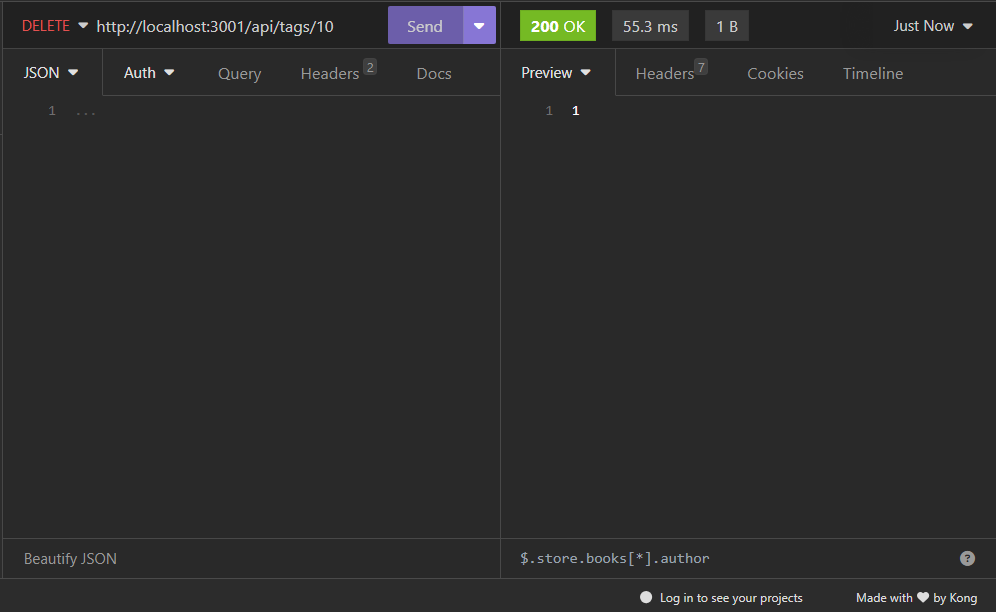 DELETE http://localhost:3001/api/tags/10 Send 200 OK 55.3 ms 1 B Just Now
JSON Auth Query Headers 2 Docs Preview Headers 7 Cookies Timeline
1 ... 1 1
Beautify JSON $.store.books[*].author ?
Log in to see your projects Made with ♥ by Kong